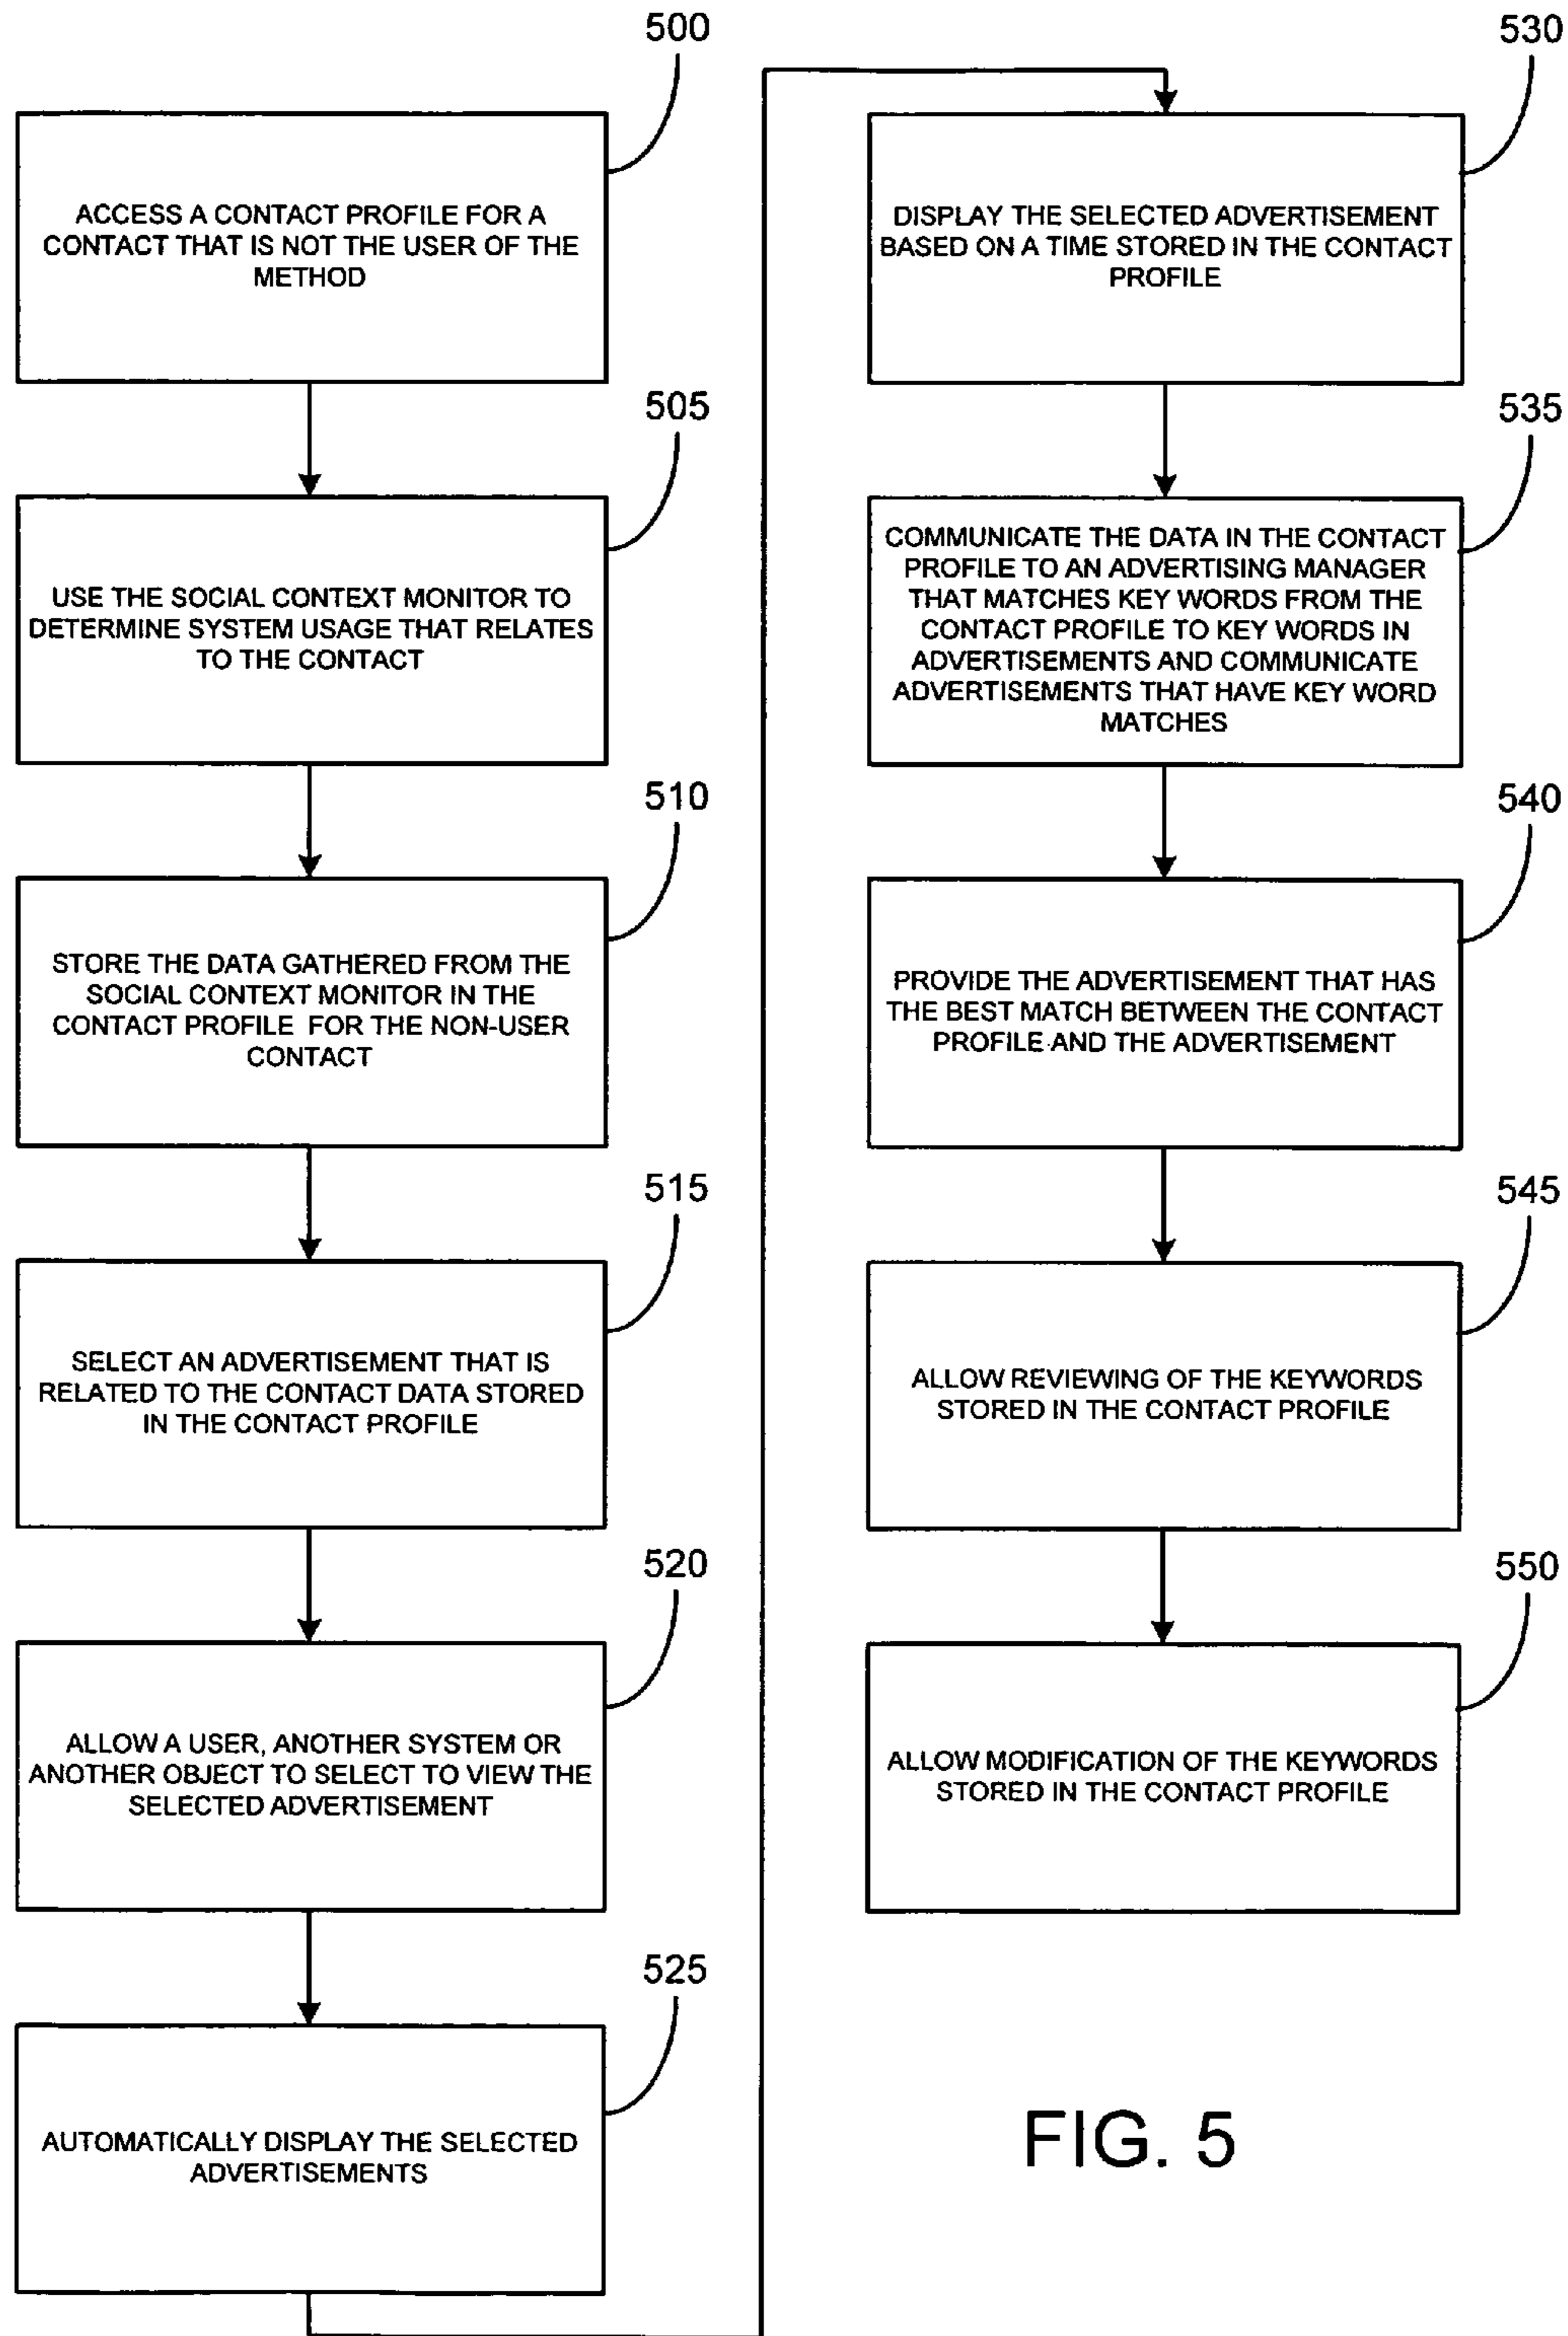 500
ACCESS A CONTACT PROFILE FOR A
CONTACT THAT IS NOT THE USER OF THE
METHOD
505
USE THE SOCIAL CONTEXT MONITOR TO
DETERMINE SYSTEM USAGE THAT RELATES
TO THE CONTACT
510
STORE THE DATA GATHERED FROM THE
SOCIAL CONTEXT MONITOR IN THE
CONTACT PROFILE FOR THE NON-USER
CONTACT
515
SELECT AN ADVERTISEMENT THAT IS
RELATED TO THE CONTACT DATA STORED
IN THE CONTACT PROFILE
520
ALLOW A USER, ANOTHER SYSTEM OR
ANOTHER OBJECT TO SELECT TO VIEW THE
SELECTED ADVERTISEMENT
525
AUTOMATICALLY DISPLAY THE SELECTED
ADVERTISEMENTS
530
DISPLAY THE SELECTED ADVERTISEMENT
BASED ON A TIME STORED IN THE CONTACT
PROFILE
535
COMMUNICATE THE DATA IN THE CONTACT
PROFILE TO AN ADVERTISING MANAGER
THAT MATCHES KEY WORDS FROM THE
CONTACT PROFILE TO KEY WORDS IN
ADVERTISEMENTS AND COMMUNICATE
ADVERTISEMENTS THAT HAVE KEY WORD
MATCHES
540
PROVIDE THE ADVERTISEMENT THAT HAS
THE BEST MATCH BETWEEN THE CONTACT
PROFILE AND THE ADVERTISEMENT
545
ALLOW REVIEWING OF THE KEYWORDS
STORED IN THE CONTACT PROFILE
550
ALLOW MODIFICATION OF THE KEYWORDS
STORED IN THE CONTACT PROFILE
FIG. 5